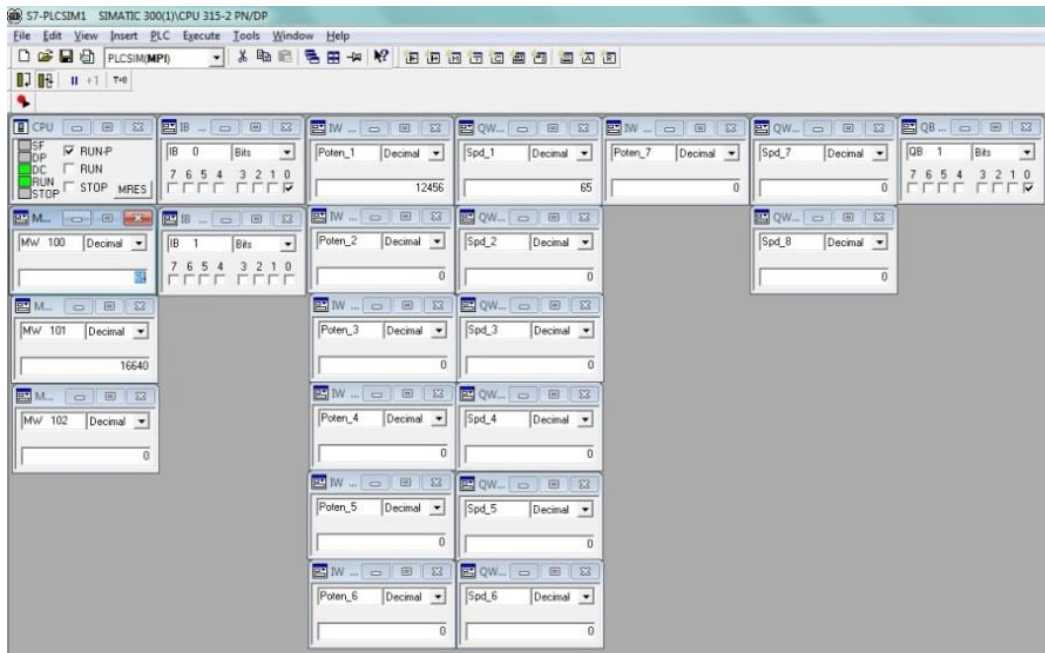 S7-PLCSIM1 SIMATIC 300(1)\CPU 315-2 PN/DP
File Edit View Insert PLC Execute Tools Window Help
PLCSIM(MPI)
+1 T=0
CPU IB ... IW ... QW... IW ... QW... QB ...
SF
DP
DC
RUN
STOP
RUN-P
RUN
STOP MRES
IB 0 Bits
7 6 5 4 3 2 1 0
Poten_1 Decimal
12456
Spd_1 Decimal
65
Poten_7 Decimal
0
Spd_7 Decimal
0
QB 1 Bits
7 6 5 4 3 2 1 0
M... IB ... IW ... QW... QW...
MW 100 Decimal
IB 1 Bits
7 6 5 4 3 2 1 0
Poten_2 Decimal
0
Spd_2 Decimal
0
Spd_8 Decimal
0
M... IW ... QW...
MW 101 Decimal
16640
Poten_3 Decimal
0
Spd_3 Decimal
0
M... IW ... QW...
MW 102 Decimal
0
Poten_4 Decimal
0
Spd_4 Decimal
0
IW ... QW...
Poten_5 Decimal
0
Spd_5 Decimal
0
IW ... QW...
Poten_6 Decimal
0
Spd_6 Decimal
0